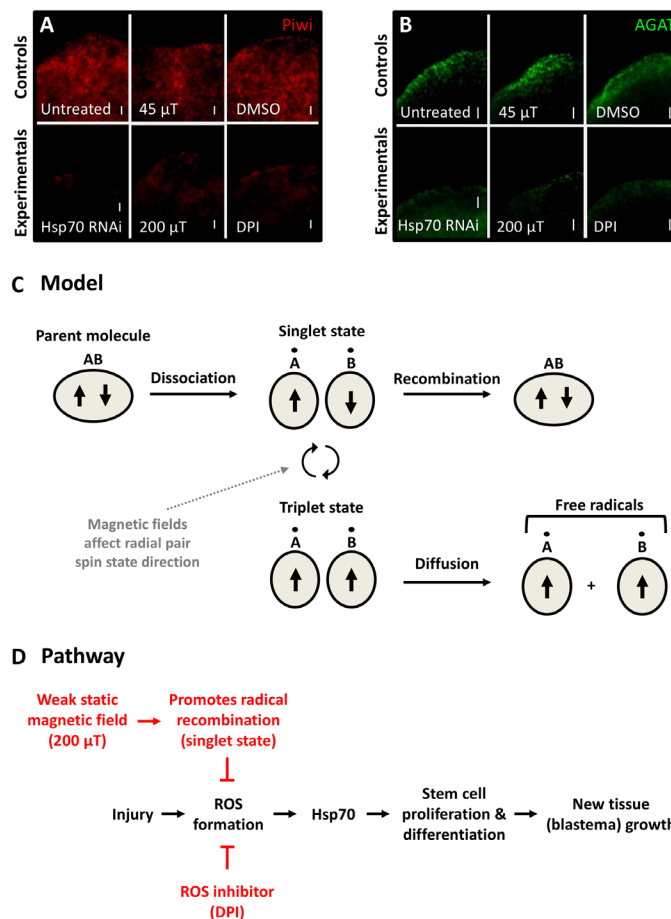 A
Piwi
Controls
Untreated
45 µT
DMSO
Experimentals
Hsp70 RNAi
200 µT
DPI
B
AGAT
Controls
Untreated
45 µT
DMSO
Experimentals
Hsp70 RNAi
200 µT
DPI
C Model
Parent molecule
AB
Dissociation
Singlet state
A
B
Recombination
AB
Magnetic fields
affect radial pair
spin state direction
Triplet state
A
B
Diffusion
Free radicals
A
+
B
D Pathway
Weak static
magnetic field
(200 µT)
Promotes radical
recombination
(singlet state)
Injury
ROS
formation
Hsp70
Stem cell
proliferation &
differentiation
New tissue
(blastema) growth
ROS inhibitor
(DPI)